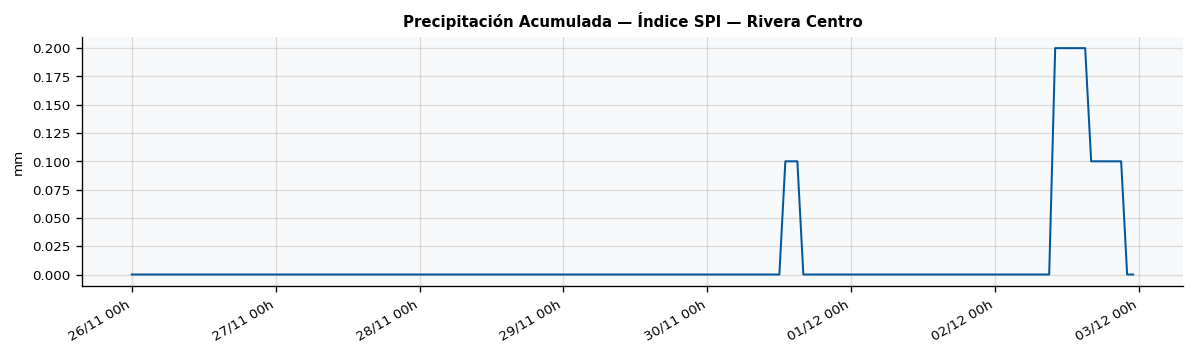 Precipitación Acumulada — Índice SPI — Rivera Centro
mm
0.200
0.175
0.150
0.125
0.100
0.075
0.050
0.025
0.000
26/11 00h
27/11 00h
28/11 00h
29/11 00h
30/11 00h
01/12 00h
02/12 00h
03/12 00h